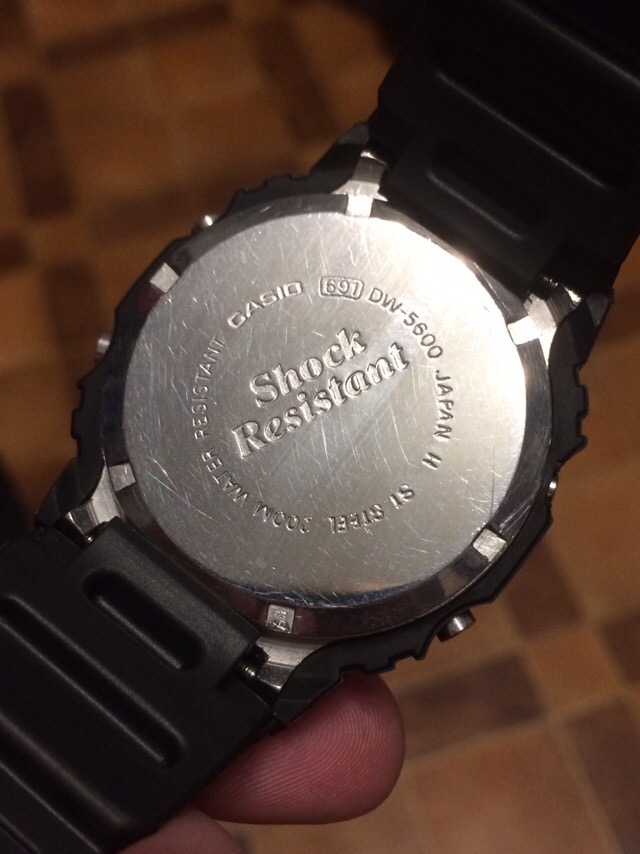 CASIO 691 DW-5600 JAPAN H
Shock
Resistant
ST. STEEL 200M WATER RESISTANT